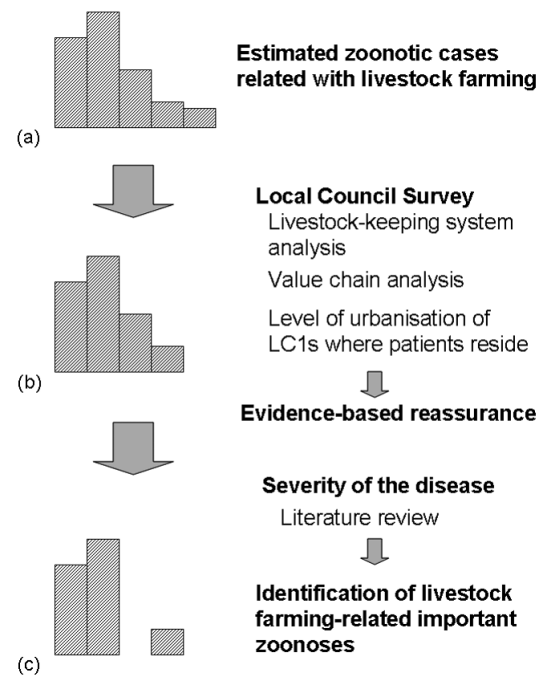 Estimated zoonotic cases
related with livestock farming
(a)
Local Council Survey
Livestock-keeping system
analysis
Value chain analysis
Level of urbanisation of
LC1s where patients reside
(b)
Evidence-based reassurance
Severity of the disease
Literature review
Identification of livestock
farming-related important
zoonoses
(c)